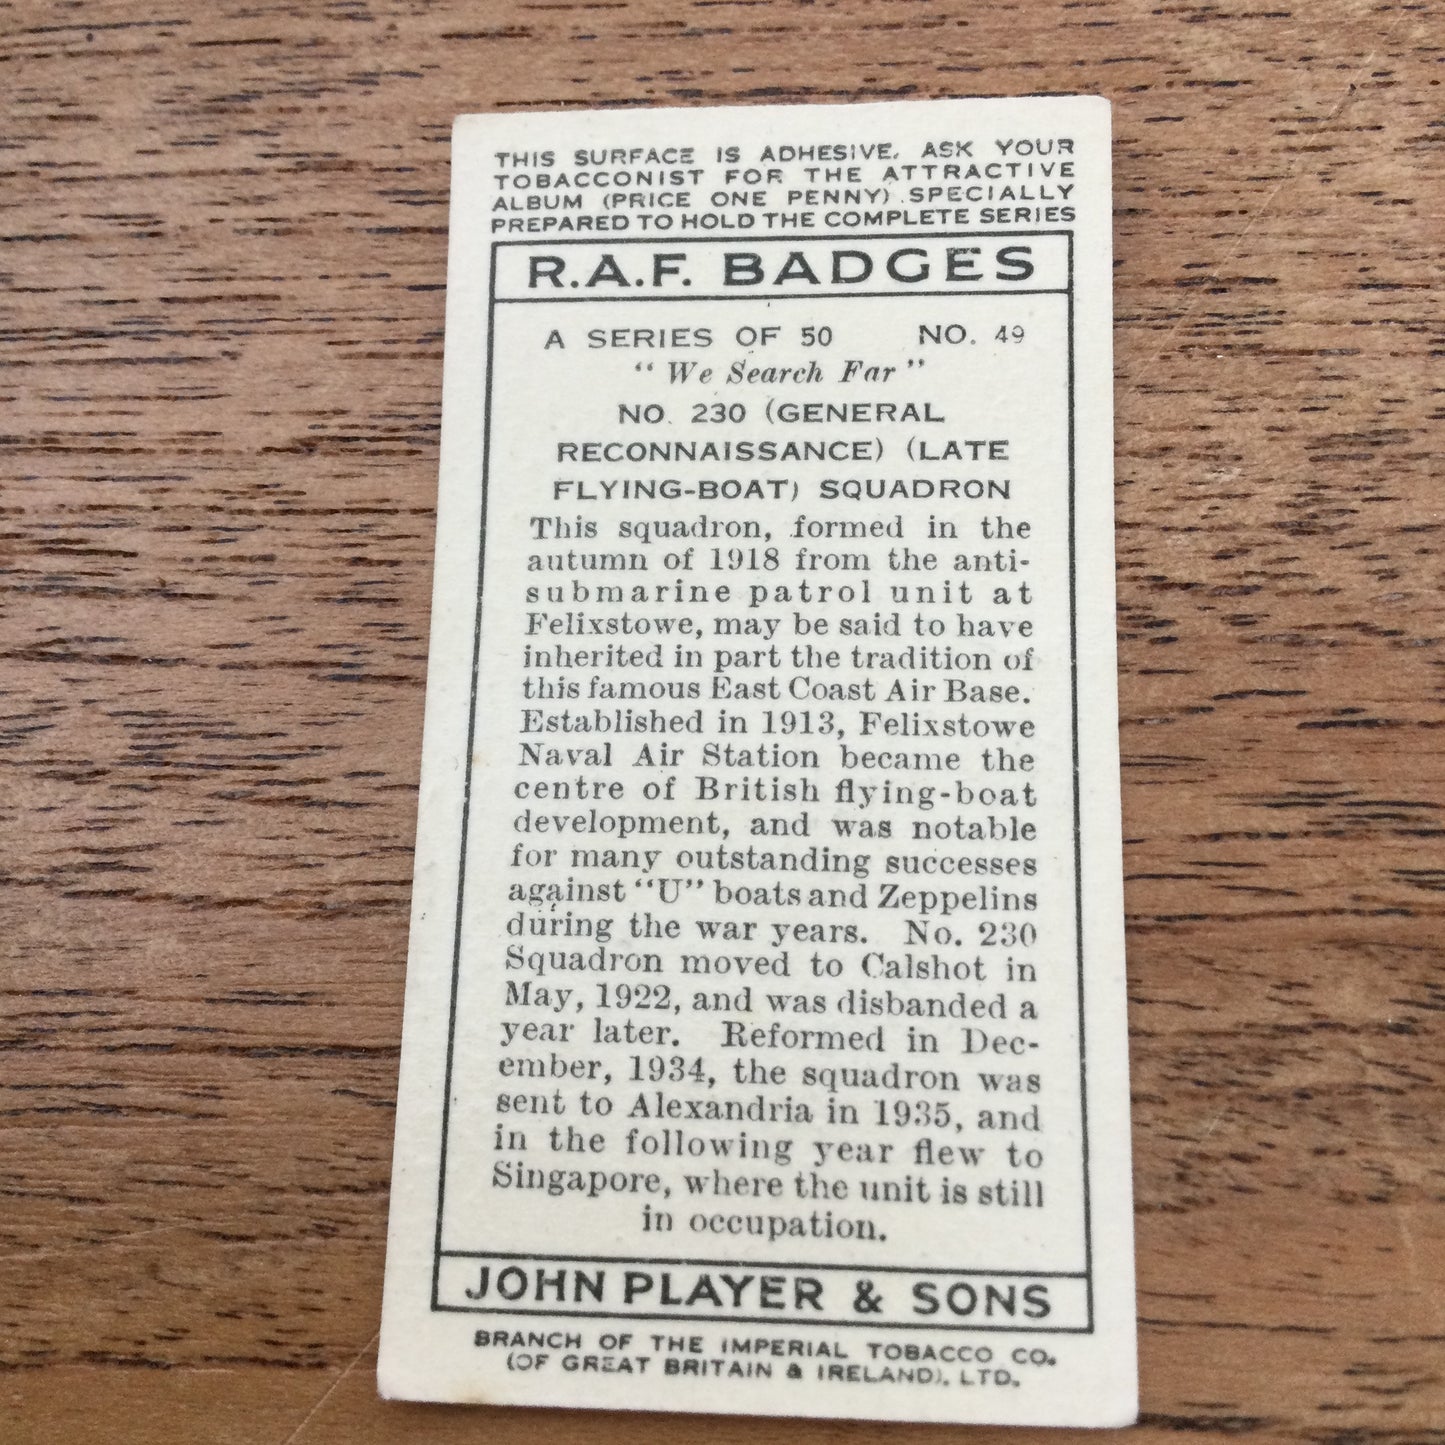 THIS SURFACE IS ADHESIVE. ASK YOUR
TOBACCONIST FOR THE ATTRACTIVE
ALBUM (PRICE ONE PENNY) SPECIALLY
PREPARED TO HOLD THE COMPLETE SERIES
R.A.F. BADGES
A SERIES OF 50 NO. 49
"We Search Far"
NO. 230 (GENERAL
RECONNAISSANCE) (LATE
FLYING-BOAT) SQUADRON
This squadron, formed in the
autumn of 1918 from the anti-
submarine patrol unit at
Felixstowe, may be said to have
inherited in part the tradition of
this famous East Coast Air Base.
Established in 1913, Felixstowe
Naval Air Station became the
centre of British flying-boat
development, and was notable
for many outstanding successes
against "U" boats and Zeppelins
during the war years. No. 230
Squadron moved to Calshot in
May, 1922, and was disbanded a
year later. Reformed in Dec-
ember, 1934, the squadron was
sent to Alexandria in 1935, and
in the following year flew to
Singapore, where the unit is still
in occupation.
JOHN PLAYER & SONS
BRANCH OF THE IMPERIAL TOBACCO CO.
(OF GREAT BRITAIN & IRELAND), LTD.